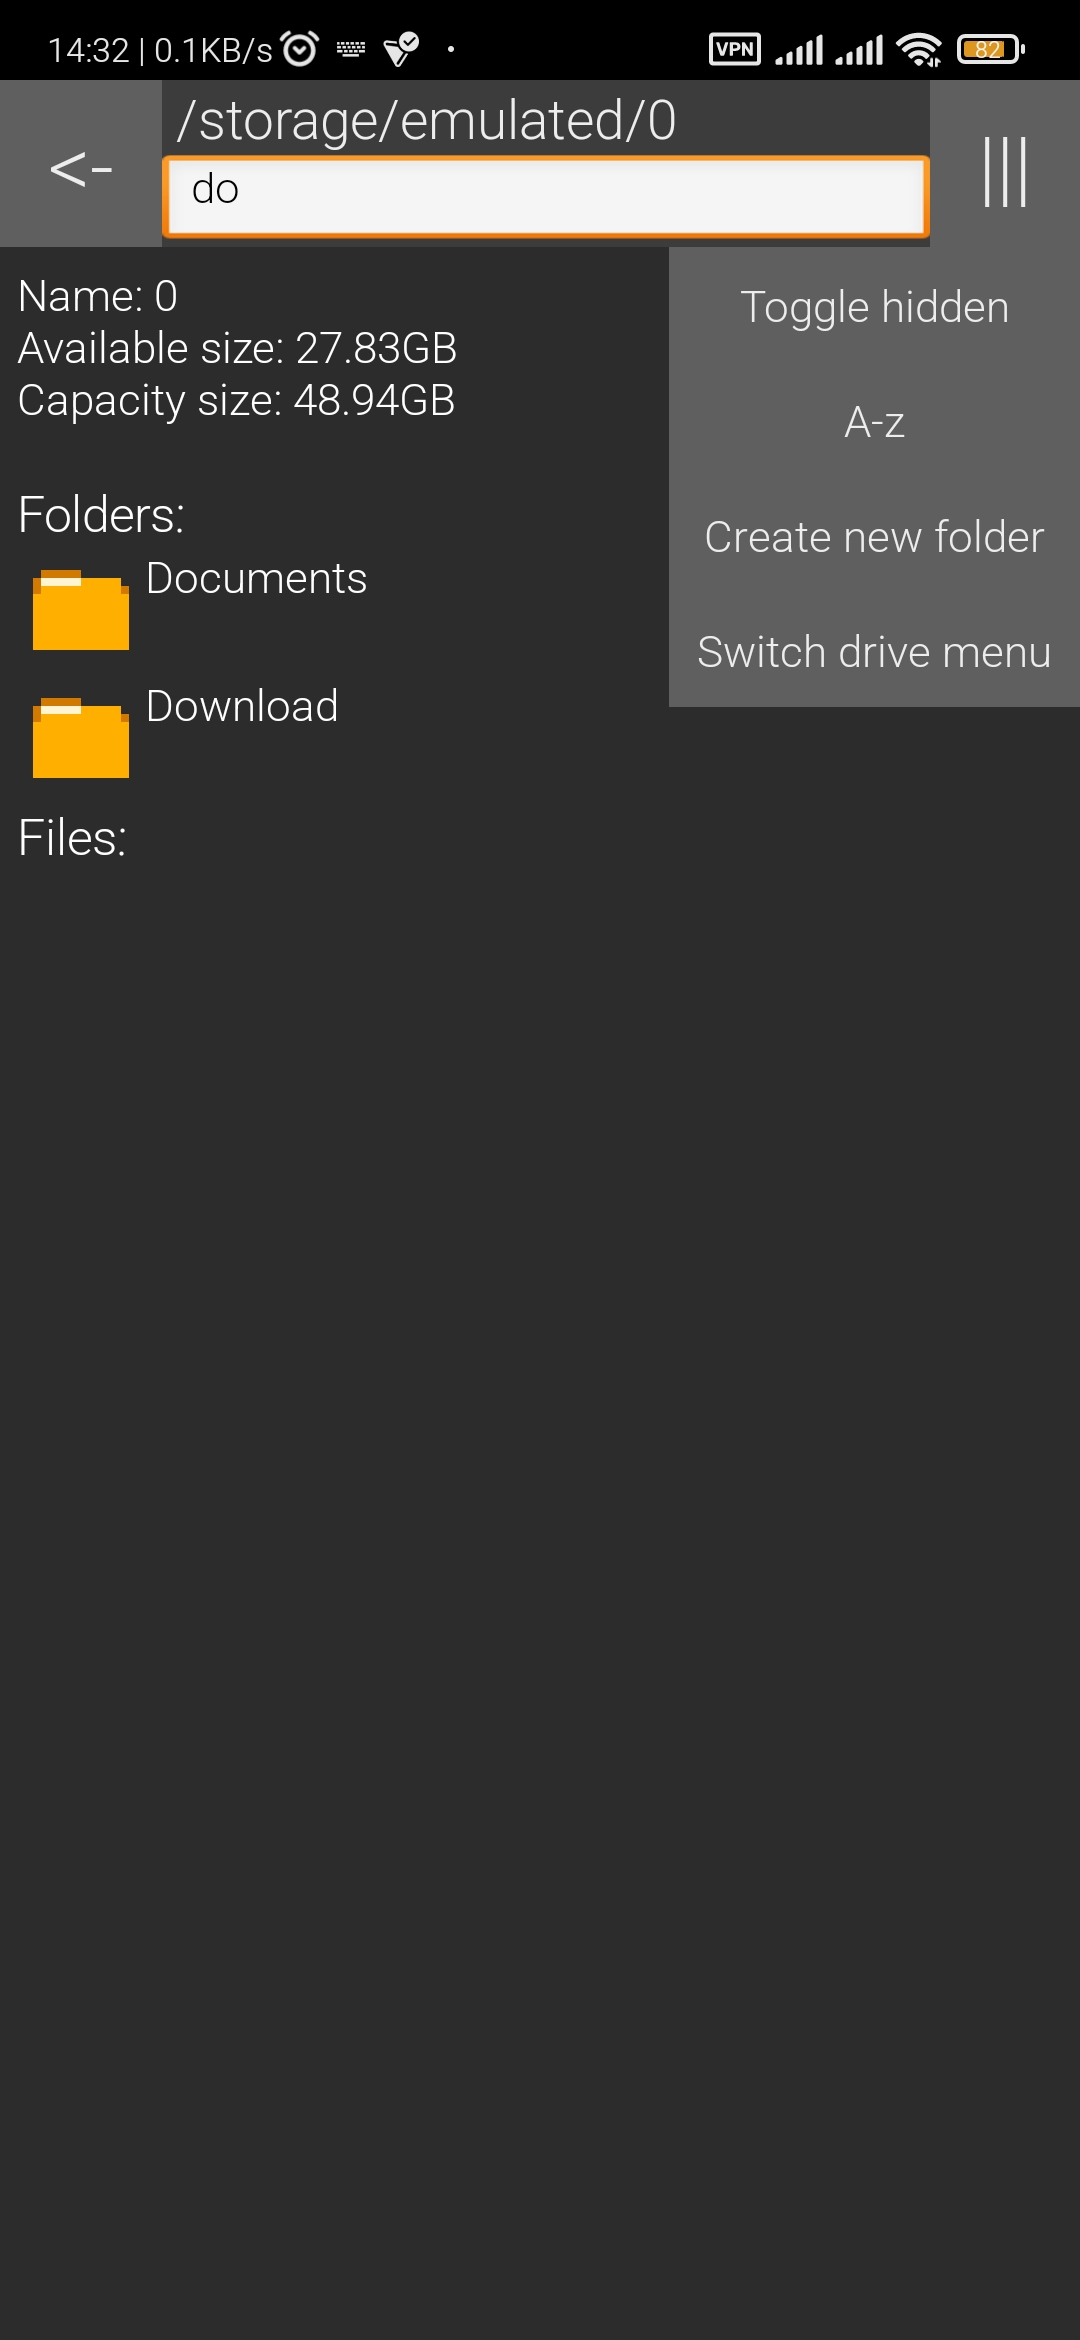 14:32 | 0.1KB/s
VPN
82
<-
/storage/emulated/0
do
|||
Name: 0
Available size: 27.83GB
Capacity size: 48.94GB
Toggle hidden
A-z
Create new folder
Switch drive menu
Folders:
Documents
Download
Files: